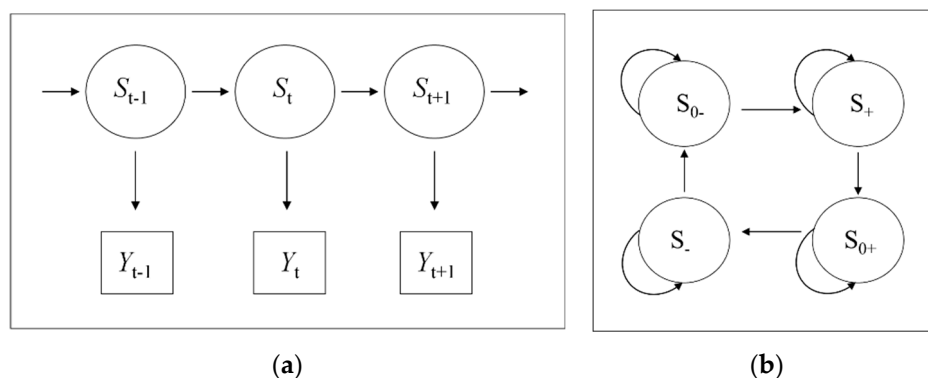 S_{t-1} S_t S_{t+1}
Y_{t-1} Y_t Y_{t+1}
(a)
S_{0-} S_+
S_- S_{0+}
(b)